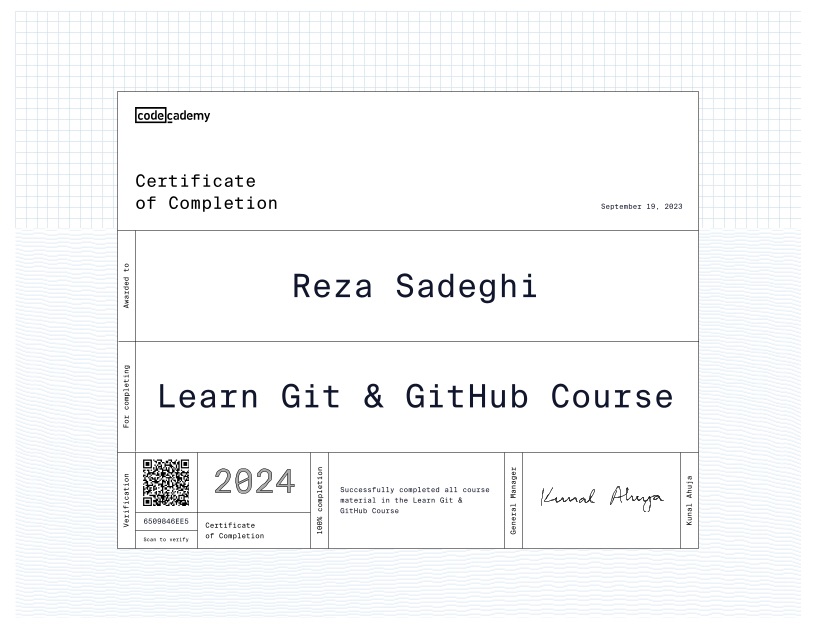 codecademy
Certificate
of Completion
September 19, 2023
Awarded to
Reza Sadeghi
For completing
Learn Git & GitHub Course
Verification
6509846EE5
Scan to verify
2024
Certificate
of Completion
100% completion
Successfully completed all course
material in the Learn Git &
GitHub Course
General Manager
Kunal Ahuja
Kunal Ahuja